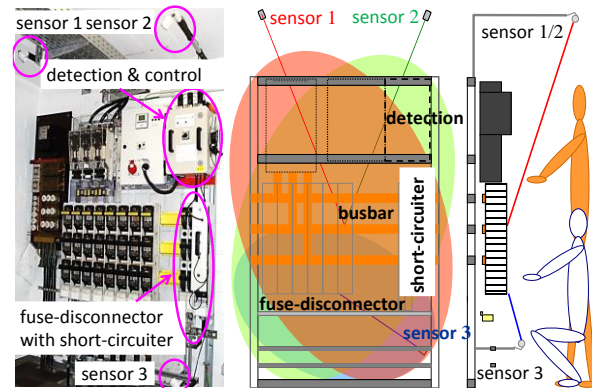 sensor 1 sensor 2
detection & control
fuse-disconnector
with short-circuiter
sensor 3
sensor 1
sensor 2
detection
busbar
short-circuiter
fuse-disconnector
sensor 3
sensor 1/2
sensor 3